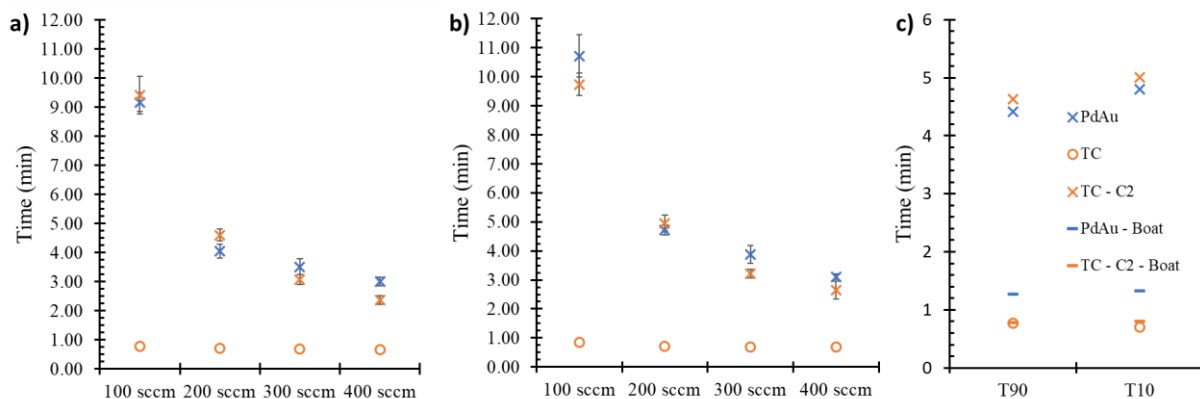 a)
Time (min)
12.00
11.00
10.00
9.00
8.00
7.00
6.00
5.00
4.00
3.00
2.00
1.00
0.00
100 sccm 200 sccm 300 sccm 400 sccm
b)
Time (min)
12.00
11.00
10.00
9.00
8.00
7.00
6.00
5.00
4.00
3.00
2.00
1.00
0.00
100 sccm 200 sccm 300 sccm 400 sccm
c)
Time (min)
6
5
4
3
2
1
0
T90 T10
PdAu
TC
TC - C2
PdAu - Boat
TC - C2 - Boat